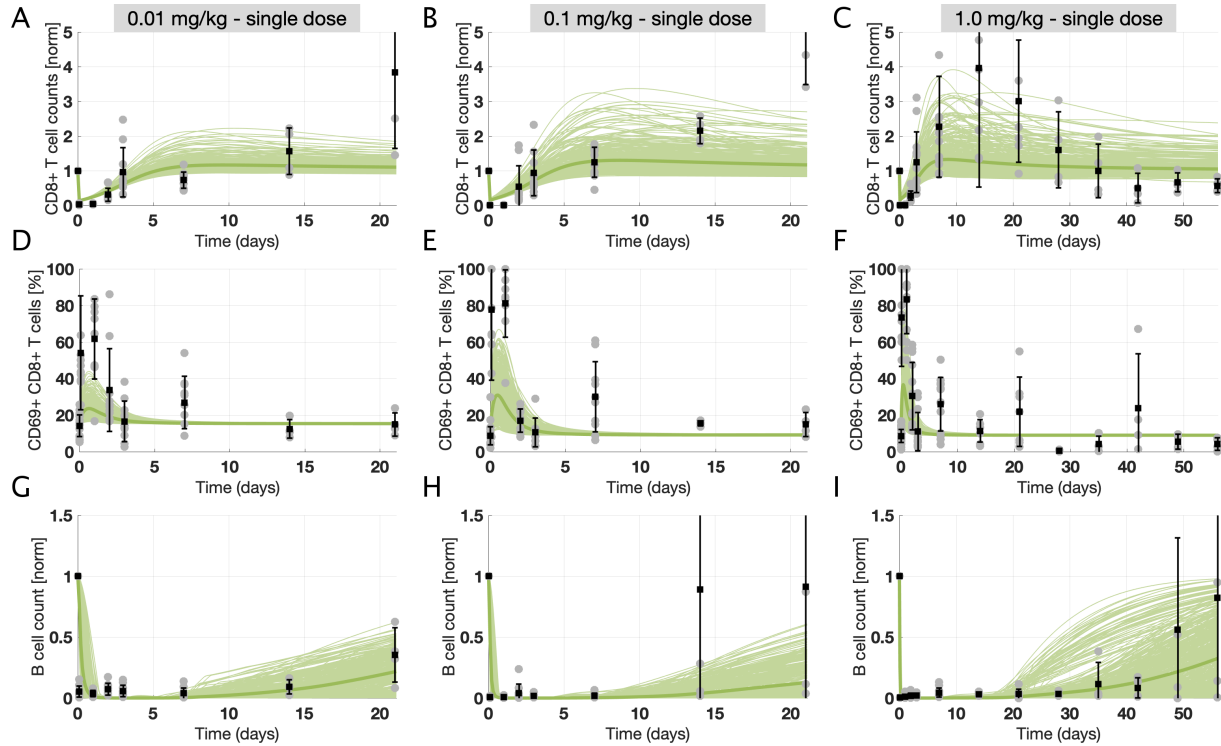 A 0.01 mg/kg - single dose
B 0.1 mg/kg - single dose
C 1.0 mg/kg - single dose
CD8+ T cell counts [norm]
5
4
3
2
1
0
0 5 10 15 20
Time (days)
CD8+ T cell counts [norm]
5
4
3
2
1
0
0 5 10 15 20
Time (days)
CD8+ T cell counts [norm]
5
4
3
2
1
0
0 10 20 30 40 50
Time (days)
D
CD69+ CD8+ T cells [%]
100
80
60
40
20
0
0 5 10 15 20
Time (days)
E
CD69+ CD8+ T cells [%]
100
80
60
40
20
0
0 5 10 15 20
Time (days)
F
CD69+ CD8+ T cells [%]
100
80
60
40
20
0
0 10 20 30 40 50
Time (days)
G
B cell count [norm]
1.5
1
0.5
0
0 5 10 15 20
Time (days)
H
B cell count [norm]
1.5
1
0.5
0
0 5 10 15 20
Time (days)
I
B cell count [norm]
1.5
1
0.5
0
0 10 20 30 40 50
Time (days)